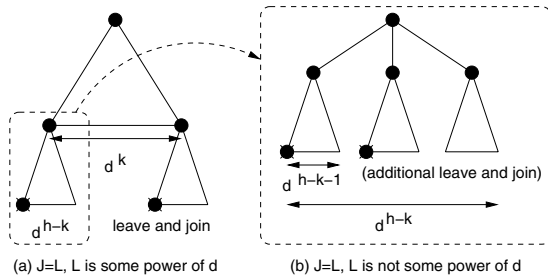 d^k
d^h-k
leave and join
d^h-k-1
(additional leave and join)
d^h-k
(a) J=L, L is some power of d
(b) J=L, L is not some power of d